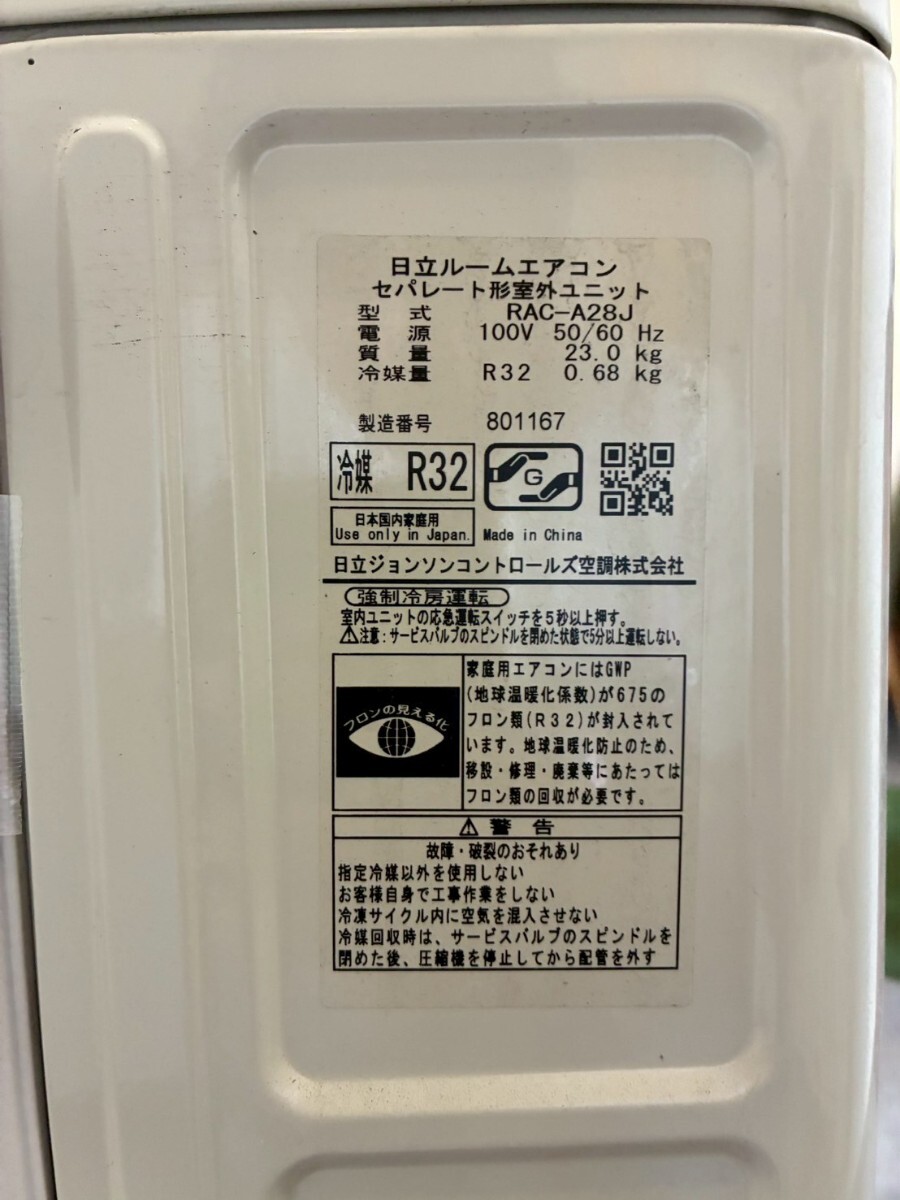 日立ルームエアコン
セパレート形室外ユニット
型 式 RAC-A28J
電 源 100V 50/60 Hz
質 量 23.0 kg
冷媒量 R32 0.68 kg
製造番号 801167
冷媒 R32
G
日本国内家庭用
Use only in Japan.
Made in China
日立ジョンソンコントロールズ空調株式会社
強制冷房運転
室内ユニットの応急運転スイッチを5秒以上押す。
⚠注意:サービスバルブのスピンドルを閉めた状態で5分以上運転しない。
フロンの見える化
家庭用エアコンにはGWP
(地球温暖化係数)が675の
フロン類(R32)が封入されて
います。地球温暖化防止のため、
移設・修理・廃棄等にあたっては
フロン類の回収が必要です。
⚠ 警 告
故障・破裂のおそれあり
指定冷媒以外を使用しない
お客様自身で工事作業をしない
冷凍サイクル内に空気を混入させない
冷媒回収時は、サービスバルブのスピンドルを
閉めた後、圧縮機を停止してから配管を外す